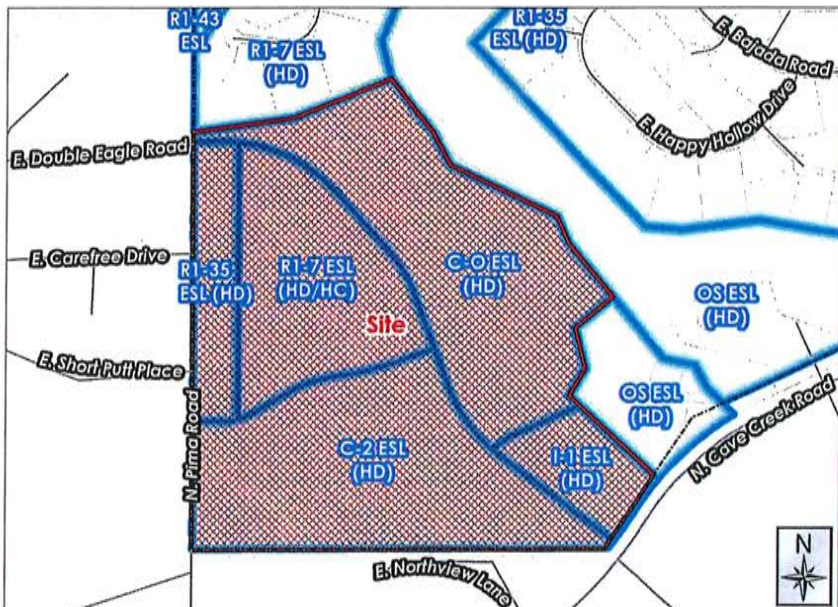 R1-43
ESL
R1-7 ESL
(HD)
R1-35
ESL (HD)
E. Bajada Road
E. Happy Hollow Drive
E. Double Eagle Road
E. Carefree Drive
R1-35
ESL (HD)
R1-7 ESL
(HD/HC)
C-O ESL
(HD)
OS ESL
(HD)
Site
E. Short Putt Place
OS ESL
(HD)
N. Pima Road
C-2 ESL
(HD)
I-1 ESL
(HD)
N. Cave Creek Road
E. Northview Lane
N